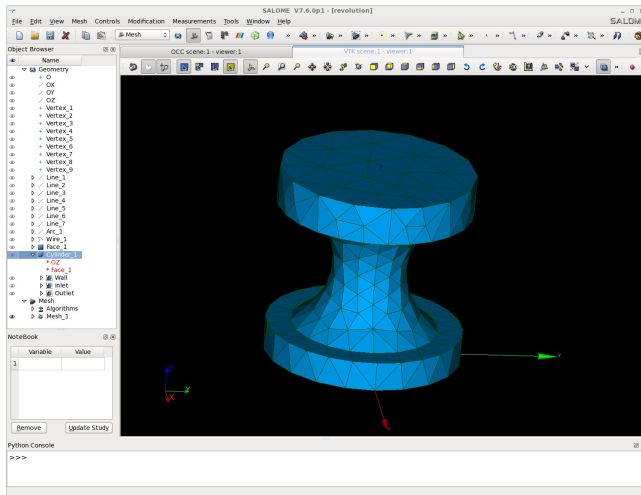 SALOME V7.6.0p1 - [revolution]
File Edit View Mesh Controls Modification Measurements Tools Window Help
Mesh
Object Browser
OCC scene:1 - viewer:1
VTK scene:1 - viewer:1
Name
Geometry
O
OX
OY
OZ
Vertex_1
Vertex_2
Vertex_3
Vertex_4
Vertex_5
Vertex_6
Vertex_7
Vertex_8
Vertex_9
Line_1
Line_2
Line_3
Line_4
Line_5
Line_6
Line_7
Arc_1
Wire_1
Face_1
Cylinder_1
* OZ
* Face_1
Wall
Inlet
Outlet
Mesh
Algorithms
Mesh_1
NoteBook
Variable Value
1
Remove Update Study
Z
Y
X
Y
Python Console
>>>